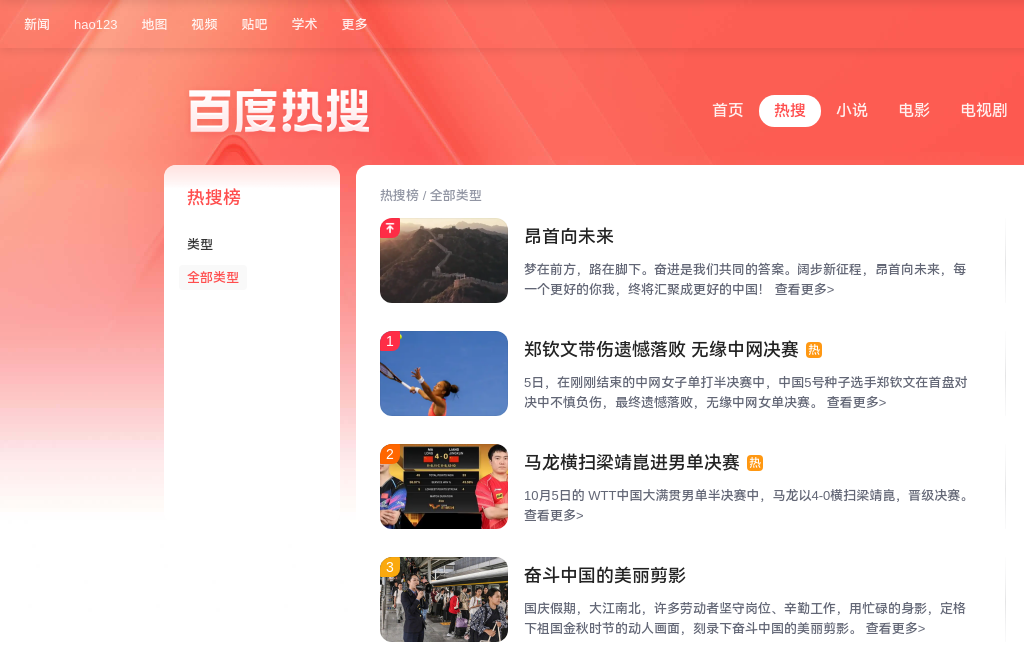 新闻 hao123 地图 视频 贴吧 学术 更多
百度热搜
首页 热搜 小说 电影 电视剧
热搜榜
类型
全部类型
热搜榜 / 全部类型
昂首向未来
梦在前方，路在脚下。奋进是我们共同的答案。阔步新征程，昂首向未来，每
一个更好的你我，终将汇聚成更好的中国！ 查看更多>
1
郑钦文带伤遗憾落败 无缘中网决赛 热
5日，在刚刚结束的中网女子单打半决赛中，中国5号种子选手郑钦文在首盘对
决中不慎负伤，最终遗憾落败，无缘中网女单决赛。 查看更多>
2
4-0
马龙横扫梁靖崑进男单决赛 热
10月5日的 WTT中国大满贯男单半决赛中，马龙以4-0横扫梁靖崑，晋级决赛。
查看更多>
3
奋斗中国的美丽剪影
国庆假期，大江南北，许多劳动者坚守岗位、辛勤工作，用忙碌的身影，定格
下祖国金秋时节的动人画面，刻录下奋斗中国的美丽剪影。 查看更多>